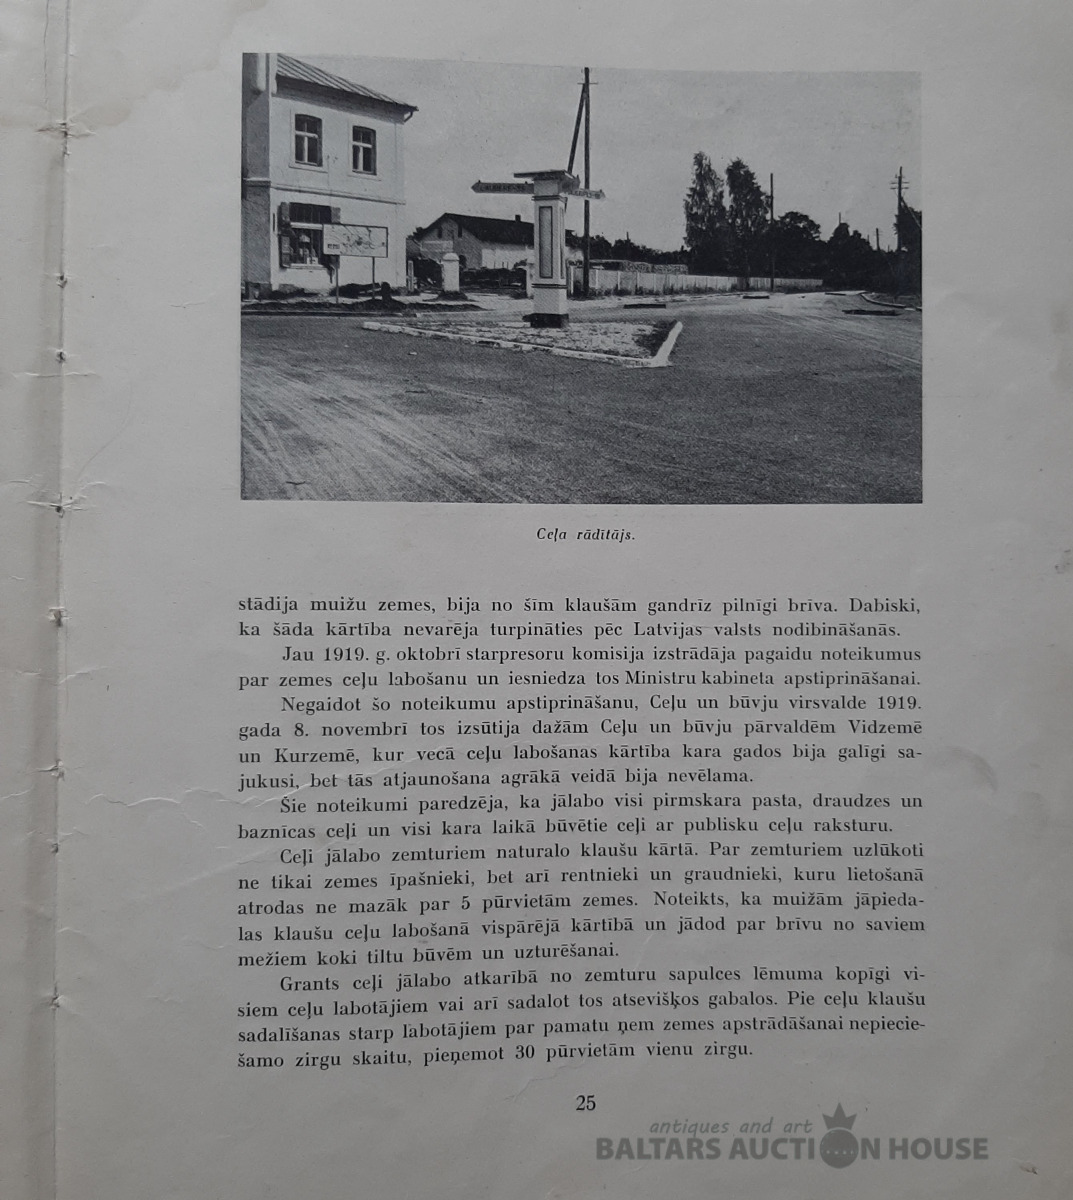 Ceļa rādītājs.
stādija muižu zemes, bija no šīm klaušām gandrīz pilnīgi brīva. Dabiski,
ka šāda kārtība nevarēja turpināties pēc Latvijas valsts nodibināšanās.
Jau 1919. g. oktobrī starpresoru komisija izstrādāja pagaidu noteikumus
par zemes ceļu labošanu un iesniedza tos Ministru kabineta apstiprināšanai.
Negaidot šo noteikumu apstiprināšanu, Ceļu un būvju virsvalde 1919.
gada 8. novembrī tos izsūtija dažām Ceļu un būvju pārvaldēm Vidzemē
un Kurzemē, kur vecā ceļu labošanas kārtība kara gados bija galīgi sa-
jukusi, bet tās atjaunošana agrākā veidā bija nevēlama.
Šie noteikumi paredzēja, ka jālabo visi pirmskara pasta, draudzes un
baznīcas ceļi un visi kara laikā būvētie ceļi ar publisku ceļu raksturu.
Ceļi jālabo zemturiem naturalo klaušu kārtā. Par zemturiem uzlūkoti
ne tikai zemes īpašnieki, bet arī rentnieki un graudnieki, kuru lietošanā
atrodas ne mazāk par 5 pūrvietām zemes. Noteikts, ka muižām jāpieda-
las klaušu ceļu labošanā vispārējā kārtībā un jādod par brīvu no saviem
mežiem koki tiltu būvēm un uzturēšanai.
Grants ceļi jālabo atkarībā no zemturu sapulces lēmuma kopīgi vi-
siem ceļu labotājiem vai arī sadalot tos atsevišķos gabalos. Pie ceļu klaušu
sadalīšanas starp labotājiem par pamatu ņem zemes apstrādāšanai nepiecie-
šamo zirgu skaitu, pieņemot 30 pūrvietām vienu zirgu.
25
antiques and art
BALTARS AUCTION HOUSE